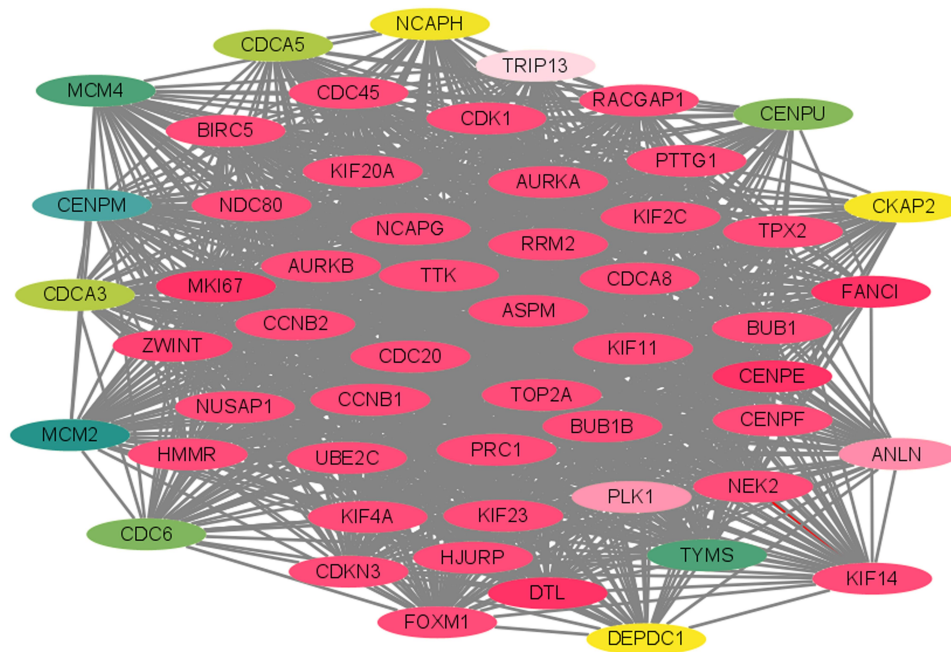 NCAPH
CDCA5
TRIP13
MCM4
CDC45
RACGAP1
CENPU
CDK1
BIRC5
PTTG1
KIF20A
AURKA
CENPM
NDC80
CKAP2
KIF2C
NCAPG
TPX2
RRM2
AURKB
TTK
CDCA8
MKI67
CDCA3
FANCI
ASPM
CCNB2
BUB1
ZWINT
KIF11
CDC20
CENPE
TOP2A
CCNB1
NUSAP1
CENPF
BUB1B
MCM2
PRC1
HMMR
UBE2C
ANLN
NEK2
PLK1
KIF4A
KIF23
CDC6
TYMS
HJURP
CDKN3
KIF14
DTL
FOXM1
DEPDC1